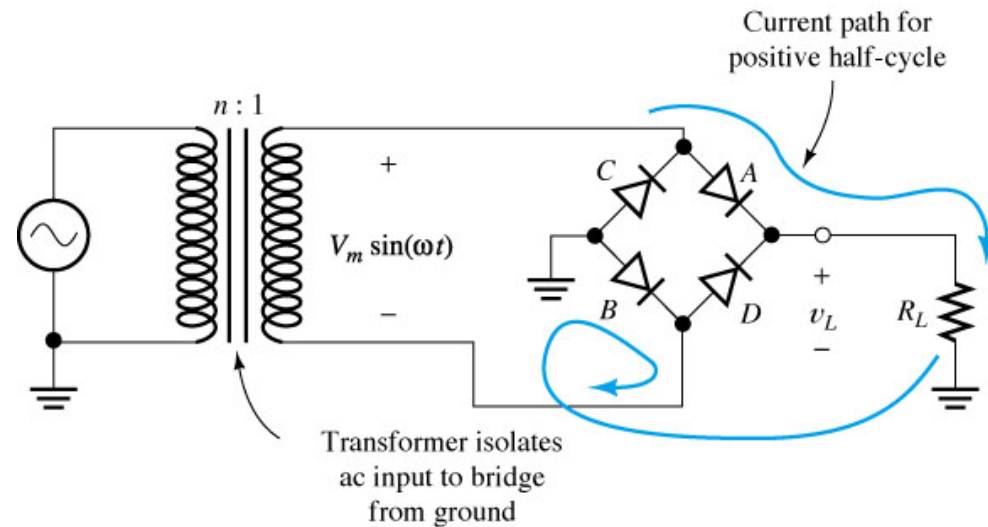 Current path for
positive half-cycle
n : 1
+
C
A
V_m sin(ωt)
+
B
D
v_L
R_L
−
−
Transformer isolates
ac input to bridge
from ground